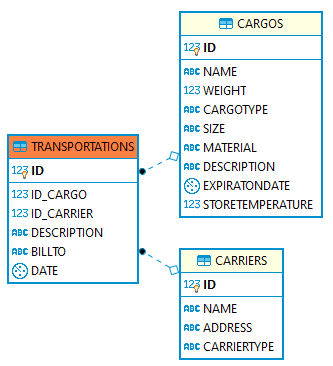 CARGOS
123 ID
ABC NAME
123 WEIGHT
ABC CARGOTYPE
ABC SIZE
ABC MATERIAL
ABC DESCRIPTION
EXPIRATONDATE
123 STORETEMPERATURE
TRANSPORTATIONS
123 ID
123 ID_CARGO
123 ID_CARRIER
ABC DESCRIPTION
ABC BILLTO
DATE
CARRIERS
123 ID
ABC NAME
ABC ADDRESS
ABC CARRIERTYPE